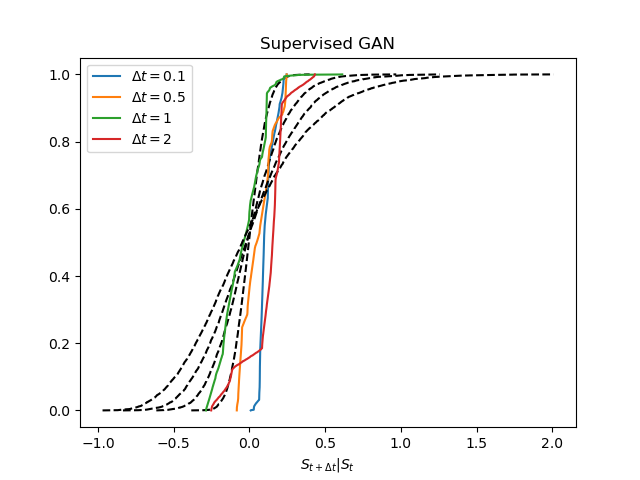 Supervised GAN
Δt = 0.1
Δt = 0.5
Δt = 1
Δt = 2
1.0
0.8
0.6
0.4
0.2
0.0
−1.0 −0.5 0.0 0.5 1.0 1.5 2.0
S_{t+Δt}|S_t